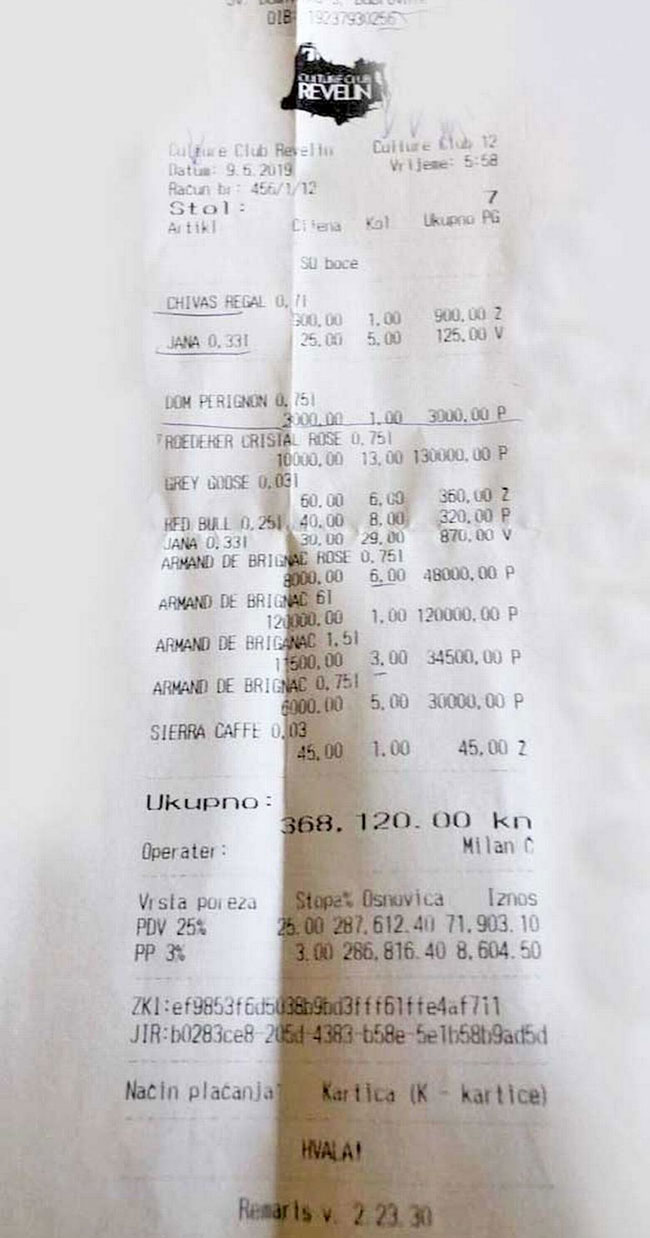 OIB: 19237930256
CULTURE CLUB
REVELIN
Culture Club Revelin Culture Club 12
Datum: 9.6.2019 Vrijeme: 5:58
Račun br: 456/1/12
Stol: 7
Artikl Cijena Kol Ukupno PG
SU boce
CHIVAS REGAL 0,7l
900,00 1,00 900,00 Z
JANA 0,33l 25,00 5,00 125,00 V
DOM PERIGNON 0,75l
3000,00 1,00 3000,00 P
ROEDERER CRISTAL ROSE 0,75l
10000,00 13,00 130000,00 P
GREY GOOSE 0,03l
60,00 6,00 360,00 Z
RED BULL 0,25l 40,00 8,00 320,00 P
JANA 0,33l 30,00 29,00 870,00 V
ARMAND DE BRIGNAC ROSE 0,75l
8000,00 6,00 48000,00 P
ARMAND DE BRIGNAC 6l
120000,00 1,00 120000,00 P
ARMAND DE BRIGANAC 1,5l
11500,00 3,00 34500,00 P
ARMAND DE BRIGNAC 0,75l
6000,00 5,00 30000,00 P
SIERRA CAFFE 0,03
45,00 1,00 45,00 Z
Ukupno:
368.120.00 kn
Operater: Milan Č
Vrsta poreza Stopa% Osnovica Iznos
PDV 25% 25.00 287,612.40 71,903.10
PP 3% 3.00 286,816.40 8,604.50
ZKI:ef9853f6d5038b9bd3fff61ffe4af711
JIR:b0283ce8-205d-4383-b58e-5e1b58b9ad5d
Način plaćanja: Kartica (K - kartice)
HVALA!
Remaris v. 2.23.30